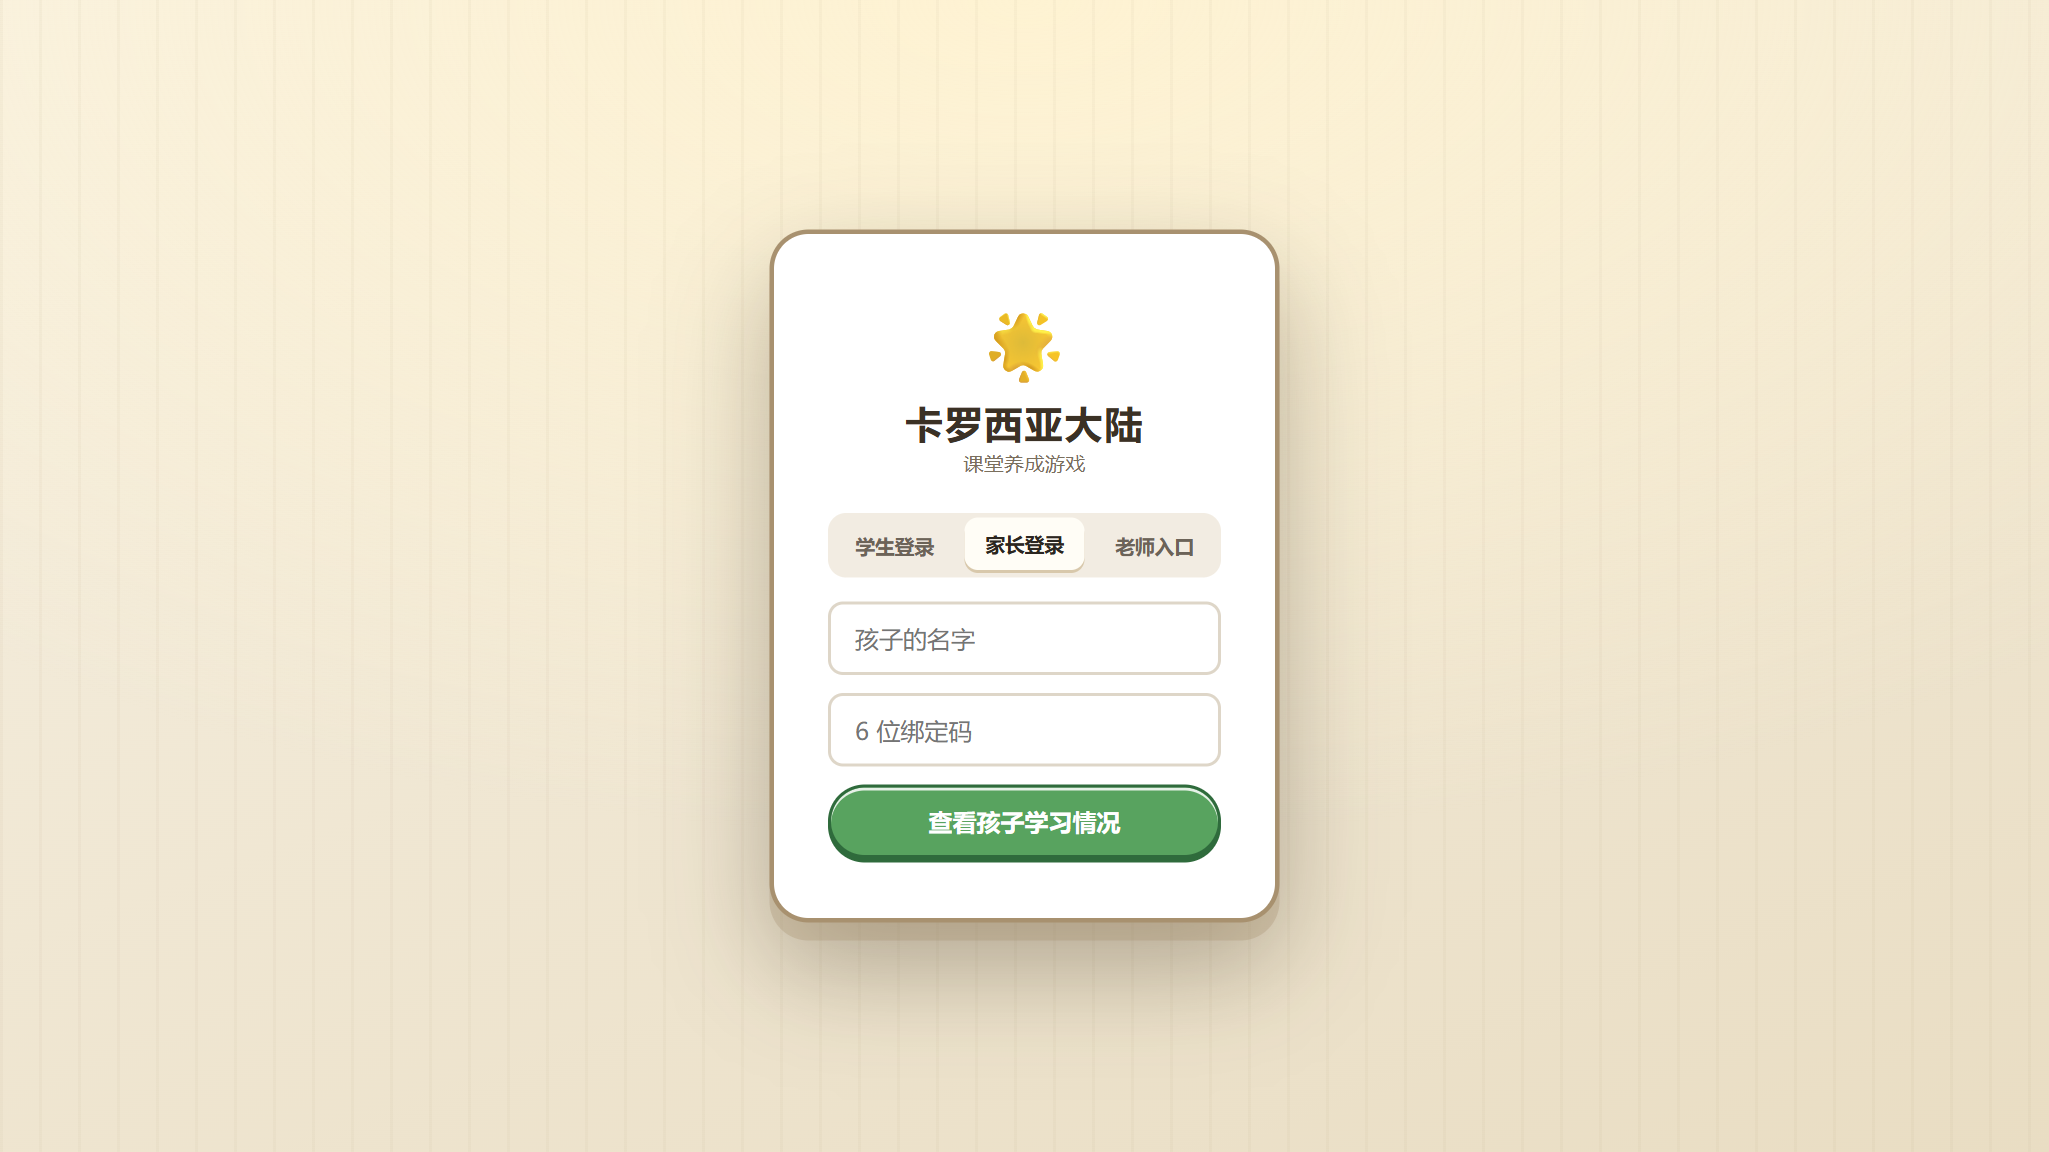 卡罗西亚大陆
课堂养成游戏
学生登录 家长登录 老师入口
孩子的名字
6 位绑定码
查看孩子学习情况